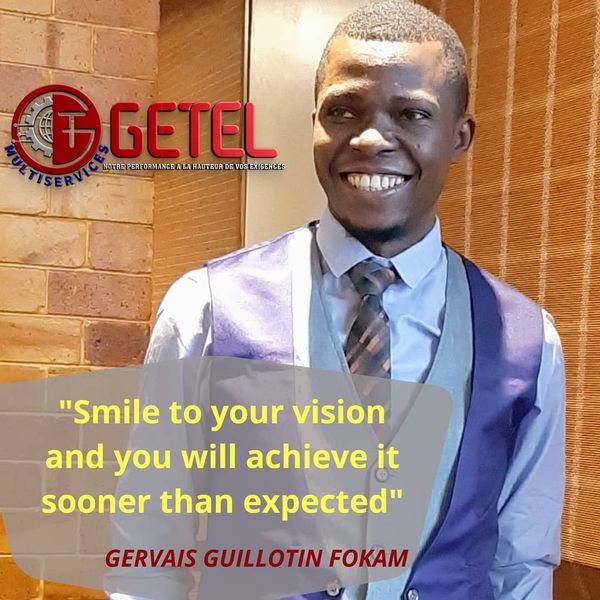 GETEL
MULTISERVICES
NOTRE PERFORMANCE A LA HAUTEUR DE VOS EXIGENCES
"Smile to your vision
and you will achieve it
sooner than expected"
GERVAIS GUILLOTIN FOKAM